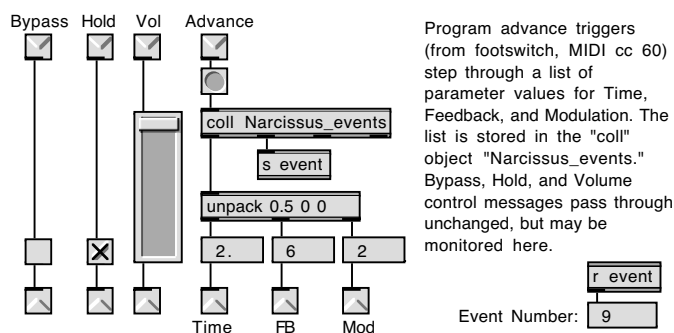 Bypass Hold Vol Advance
coll Narcissus_events
s event
unpack 0.5 0 0
2. 6 2
Time FB Mod
Program advance triggers
(from footswitch, MIDI cc 60)
step through a list of
parameter values for Time,
Feedback, and Modulation. The
list is stored in the "coll"
object "Narcissus_events."
Bypass, Hold, and Volume
control messages pass through
unchanged, but may be
monitored here.
r event
Event Number: 9